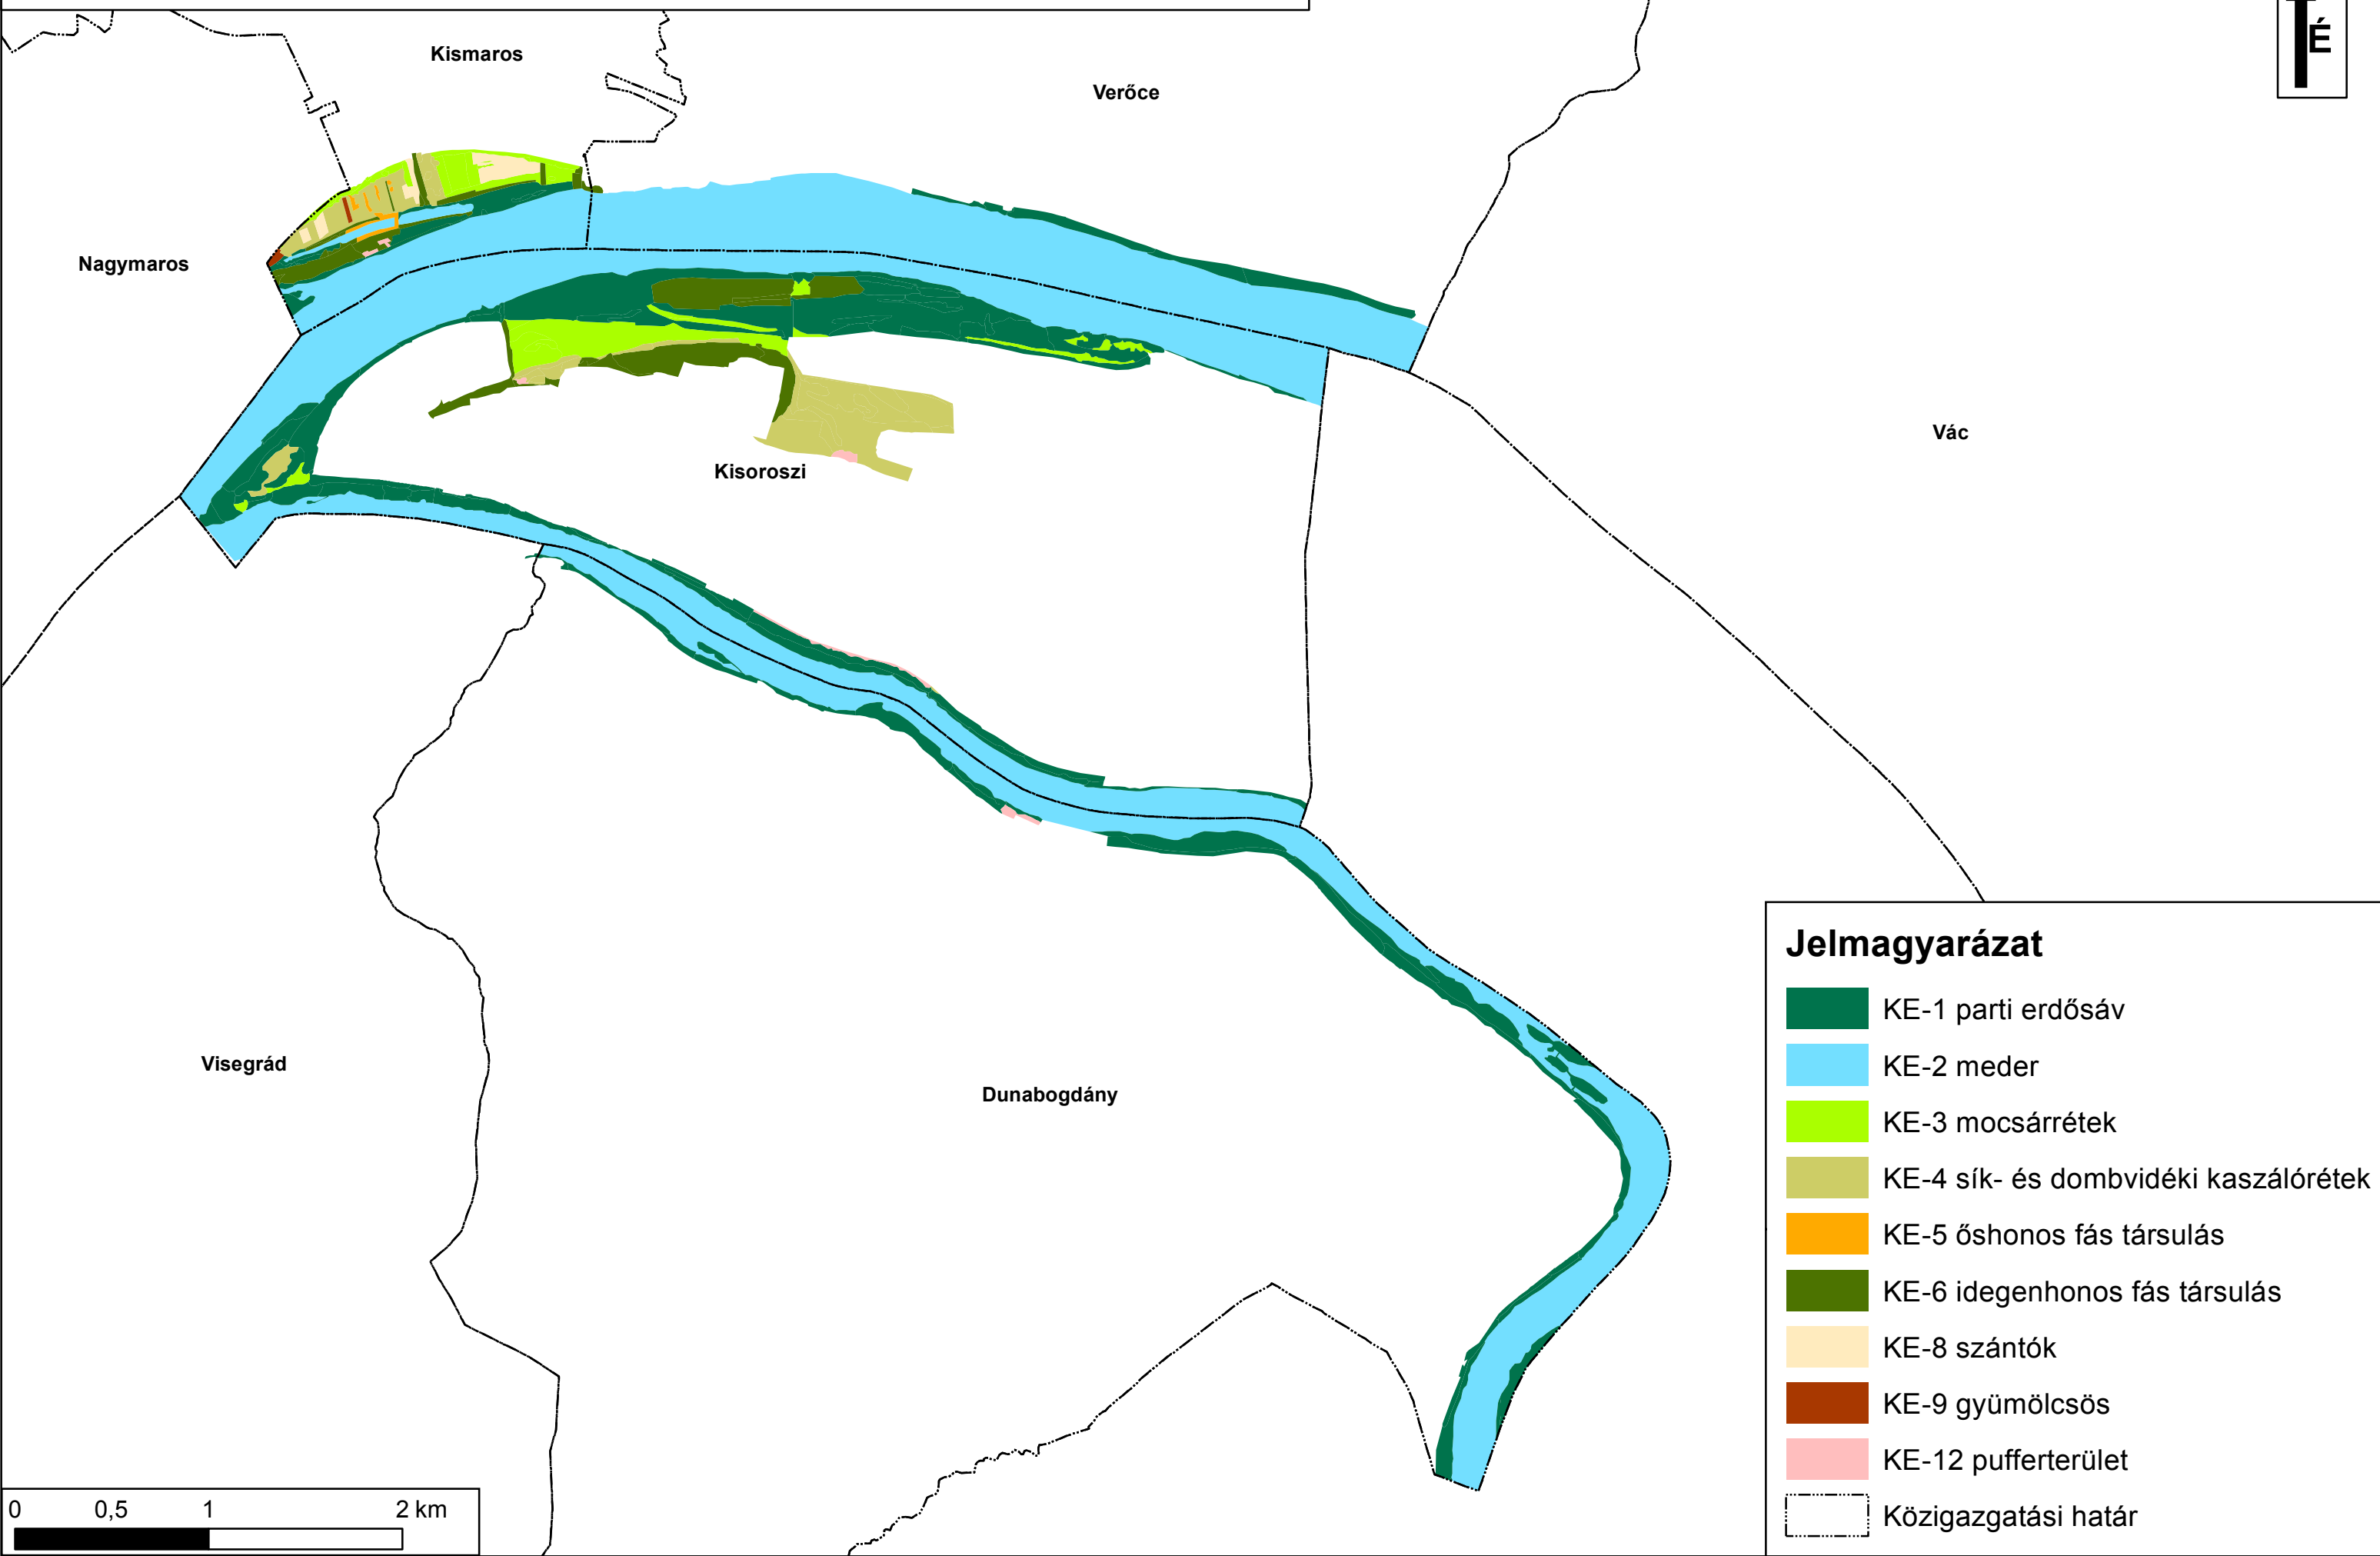 É
Kismaros
Verőce
Nagymaros
Vác
Kisoroszi
Visegrád
Dunabogdány
Jelmagyarázat
KE-1 parti erdősáv
KE-2 meder
KE-3 mocsárrétek
KE-4 sík- és dombvidéki kaszálórétek
KE-5 őshonos fás társulás
KE-6 idegenhonos fás társulás
KE-8 szántók
KE-9 gyümölcsös
KE-12 pufferterület
Közigazgatási határ
0 0,5 1 2 km